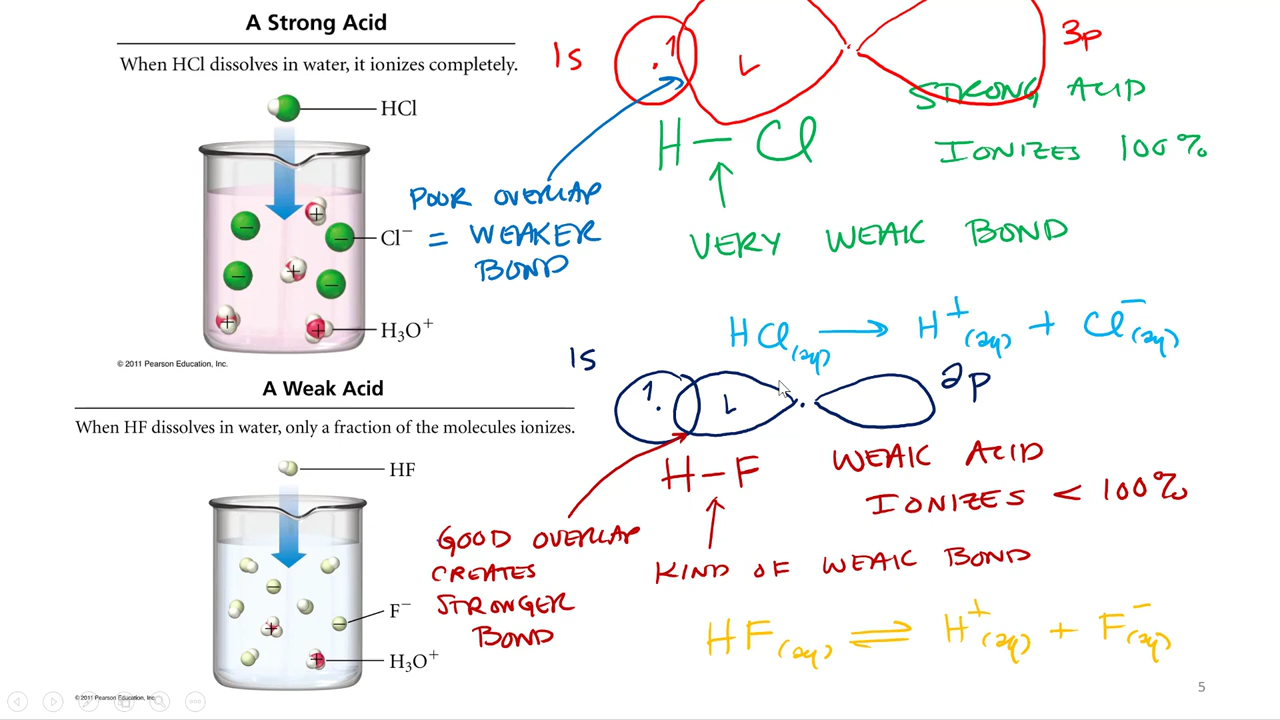 A Strong Acid
When HCl dissolves in water, it ionizes completely.
HCl
Cl⁻
H₃O⁺
+
−
−
+
−
−
+
+
© 2011 Pearson Education, Inc.
1s
1
3p
STRONG ACID
IONIZES 100%
H — Cl
POOR OVERLAP
= WEAKER
BOND
VERY WEAK BOND
HCl(aq) → H⁺(aq) + Cl⁻(aq)
A Weak Acid
When HF dissolves in water, only a fraction of the molecules ionizes.
HF
F⁻
H₃O⁺
−
−
+
+
© 2011 Pearson Education, Inc.
1s
1
2p
H – F
WEAK ACID
IONIZES < 100%
GOOD OVERLAP
CREATES
STRONGER
BOND
KIND OF WEAK BOND
HF(aq) ⇌ H⁺(aq) + F⁻(aq)
5